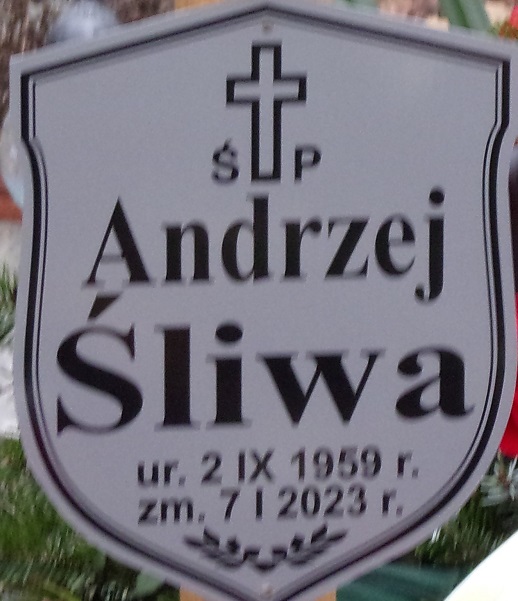 Ś P
Andrzej
Śliwa
ur. 2 IX 1959 r.
zm. 7 I 2023 r.